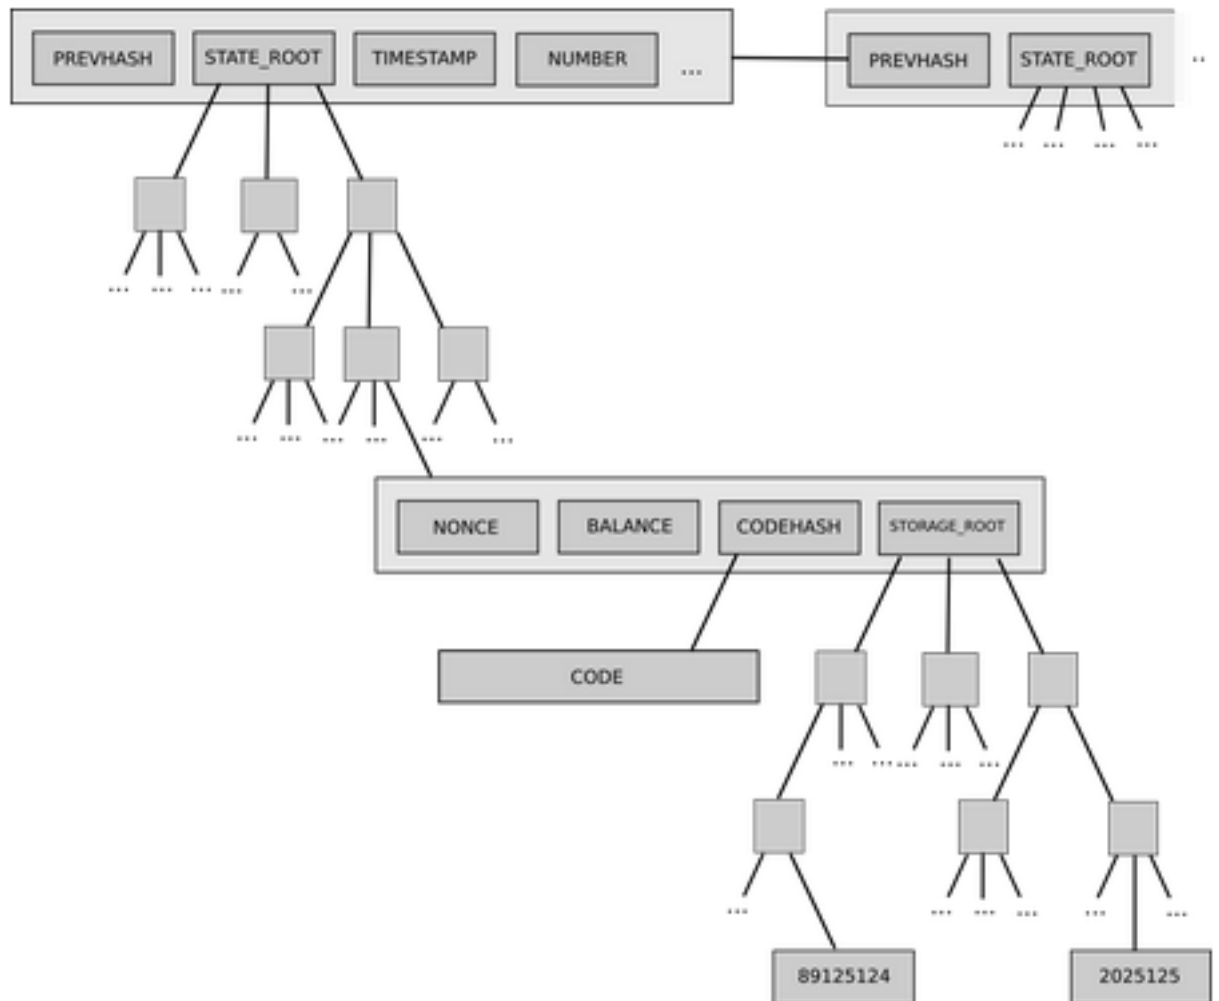 PREVHASH STATE_ROOT TIMESTAMP NUMBER ... PREVHASH STATE_ROOT ..
... ... ... ...
... ... ... ... ...
... ... ... ... ... ... ...
NONCE BALANCE CODEHASH STORAGE_ROOT
CODE
... ... ... ... ...
... ... ... ... ... ...
89125124 2025125